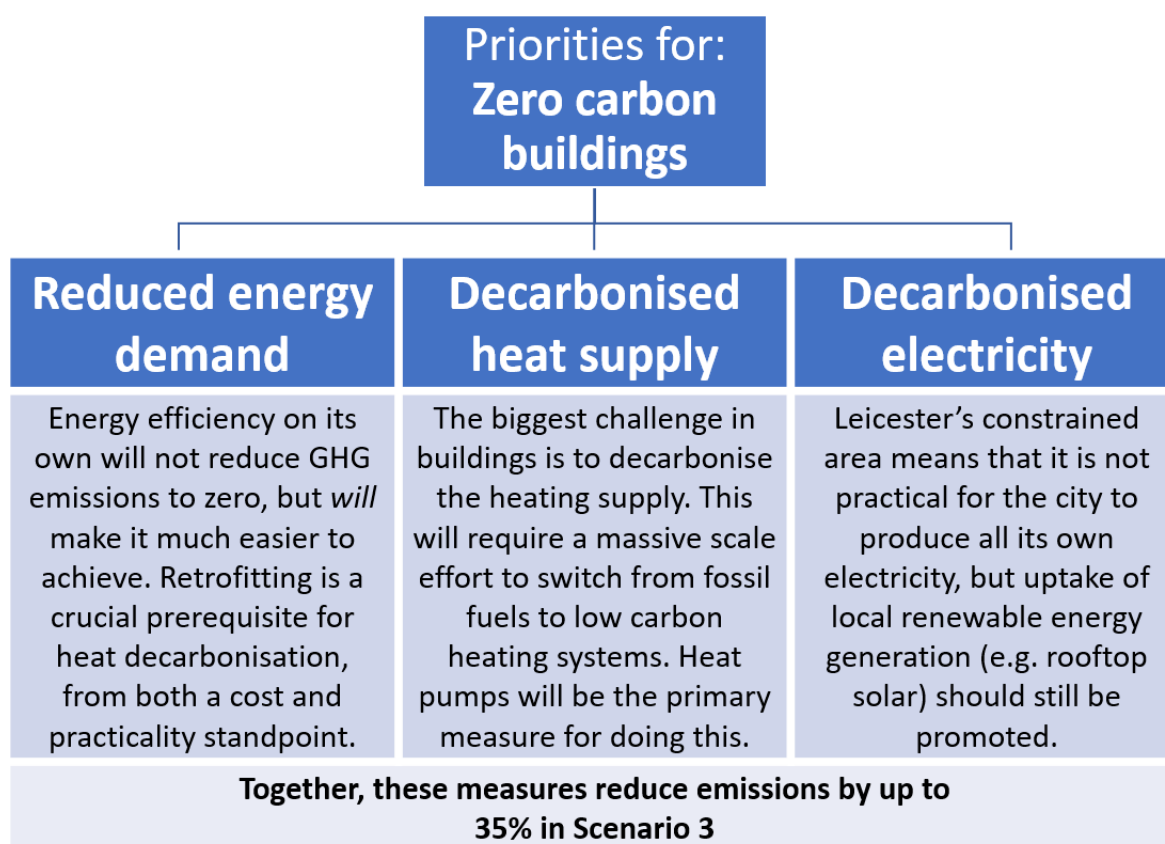 Priorities for:
Zero carbon
buildings
Reduced energy
demand
Energy efficiency on its
own will not reduce GHG
emissions to zero, but will
make it much easier to
achieve. Retrofitting is a
crucial prerequisite for
heat decarbonisation,
from both a cost and
practicality standpoint.
Decarbonised
heat supply
The biggest challenge in
buildings is to decarbonise
the heating supply. This
will require a massive scale
effort to switch from fossil
fuels to low carbon
heating systems. Heat
pumps will be the primary
measure for doing this.
Decarbonised
electricity
Leicester’s constrained
area means that it is not
practical for the city to
produce all its own
electricity, but uptake of
local renewable energy
generation (e.g. rooftop
solar) should still be
promoted.
Together, these measures reduce emissions by up to
35% in Scenario 3